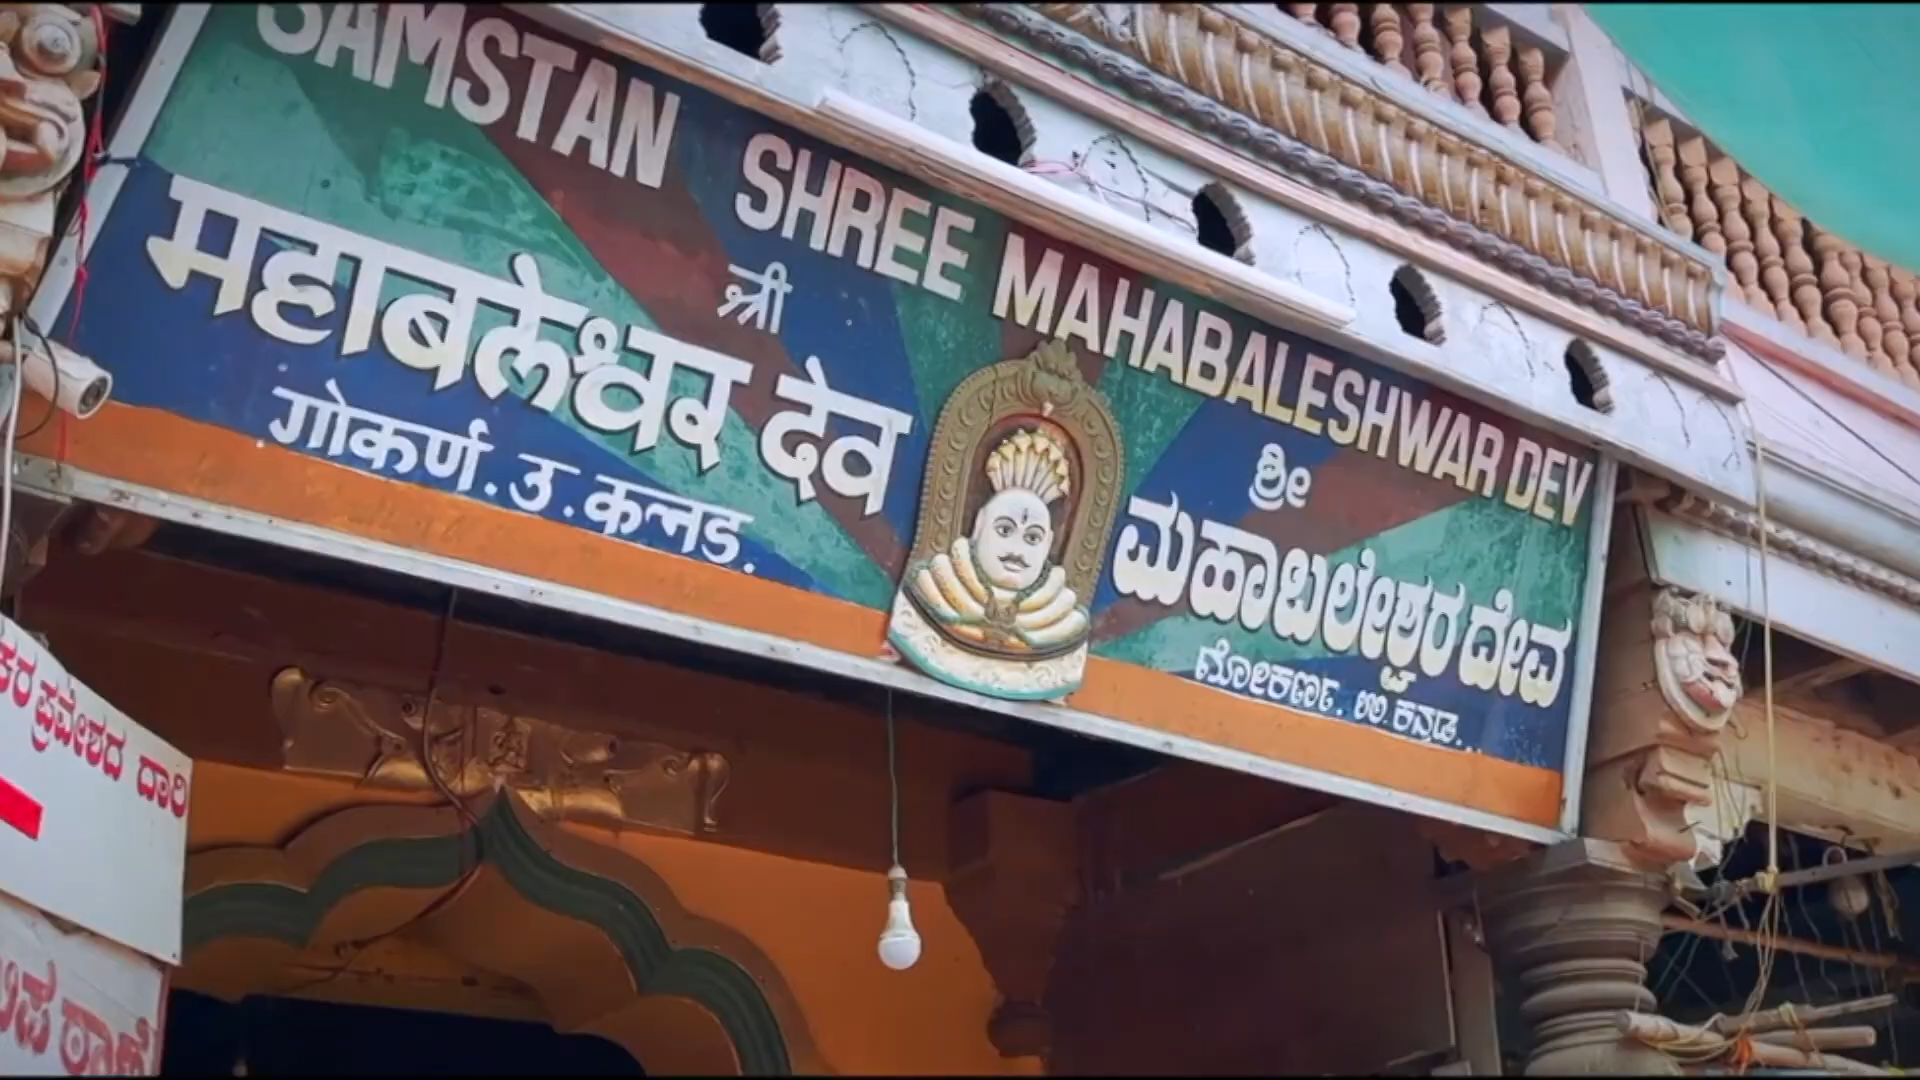 SAMSTAN SHREE MAHABALESHWAR DEV
श्री
महाबलेश्वर देव
गोकर्ण. उ. कन्नड.
ಶ್ರೀ
ಮಹಾಬಲೇಶ್ವರ ದೇವ
ಗೋಕರ್ಣ. ಉ. ಕನ್ನಡ..
ಪ್ರವೇಶದ ದಾರಿ